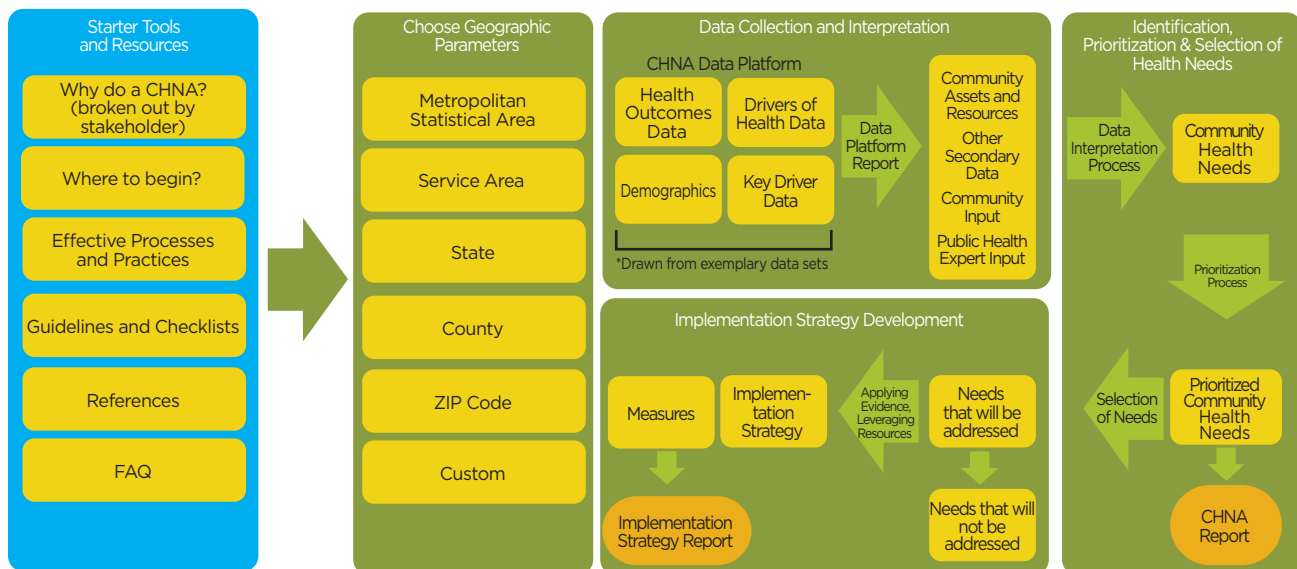 Starter Tools
and Resources
Why do a CHNA?
(broken out by
stakeholder)
Where to begin?
Effective Processes
and Practices
Guidelines and Checklists
References
FAQ
Choose Geographic
Parameters
Metropolitan
Statistical Area
Service Area
State
County
ZIP Code
Custom
Data Collection and Interpretation
CHNA Data Platform
Health
Outcomes
Data
Drivers of
Health Data
Demographics
Key Driver
Data
*Drawn from exemplary data sets
Data
Platform
Report
Community
Assets and
Resources
Other
Secondary
Data
Community
Input
Public Health
Expert Input
Identification,
Prioritization & Selection of
Health Needs
Data
Interpretation
Process
Community
Health
Needs
Prioritization
Process
Prioritized
Community
Health
Needs
Selection
of Needs
CHNA
Report
Implementation Strategy Development
Needs
that will be
addressed
Needs that will
not be
addressed
Applying
Evidence,
Leveraging
Resources
Implemen-
tation
Strategy
Measures
Implementation
Strategy Report